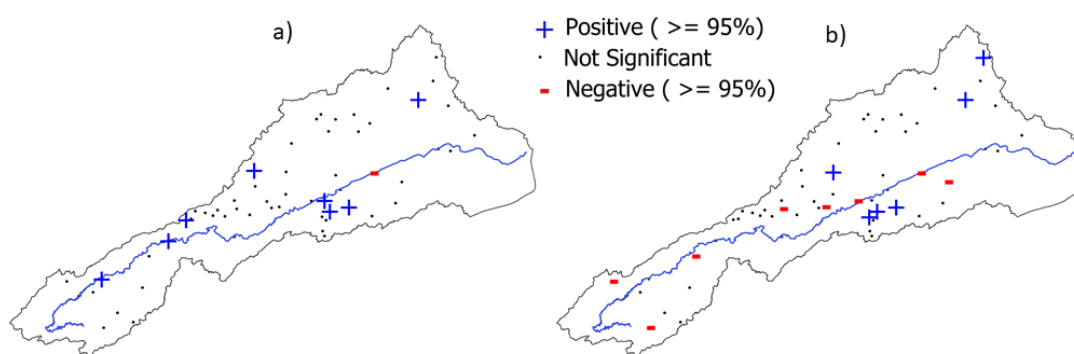 a)
Positive ( >= 95%)
Not Significant
Negative ( >= 95%)
b)